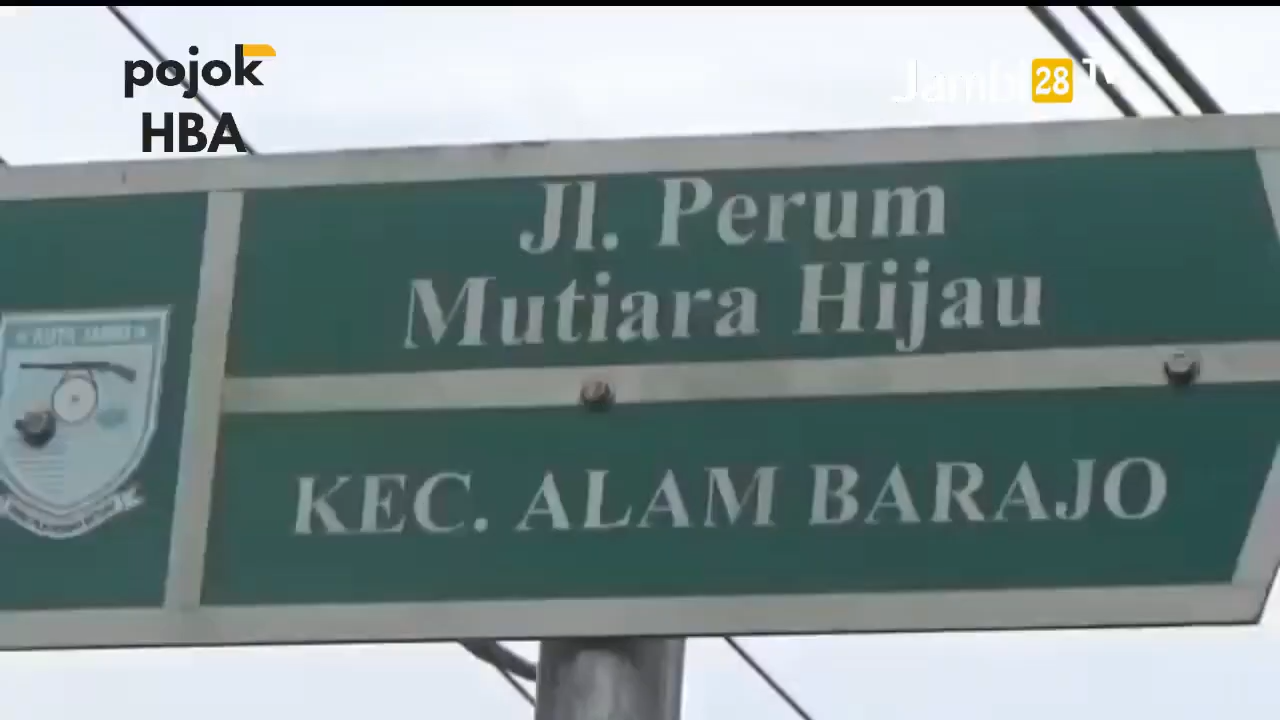 pojok
HBA
Jambi 28 TV
Jl. Perum
Mutiara Hijau
KEC. ALAM BARAJO